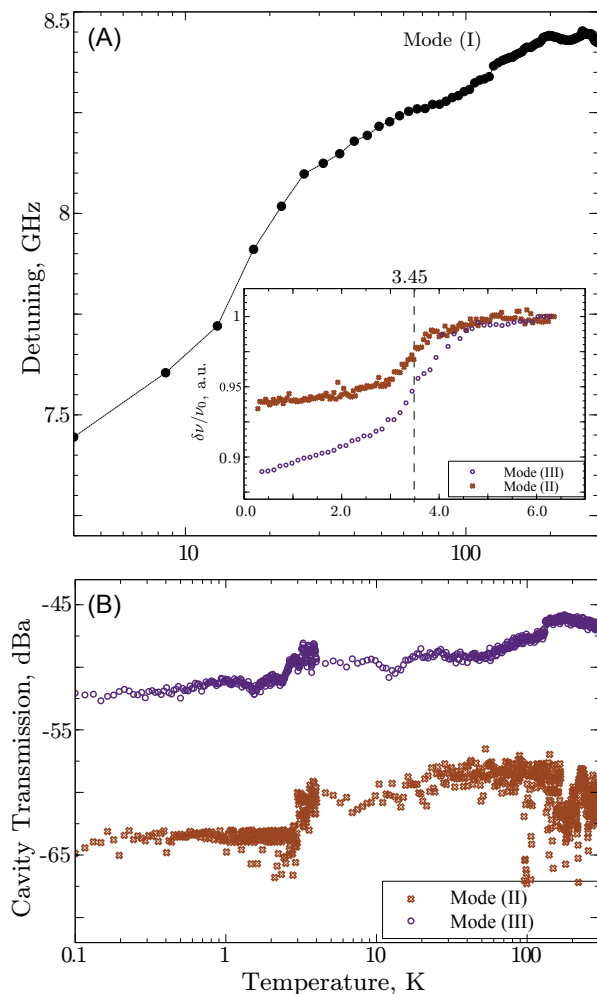 (A)
Mode (I)
8.5
8
7.5
Detuning, GHz
10
100
3.45
1
0.95
0.9
δν/ν₀, a.u.
0.0
2.0
4.0
6.0
Mode (III)
Mode (II)
(B)
-45
-55
-65
Cavity Transmission, dBa
Mode (II)
Mode (III)
0.1
1
10
100
Temperature, K